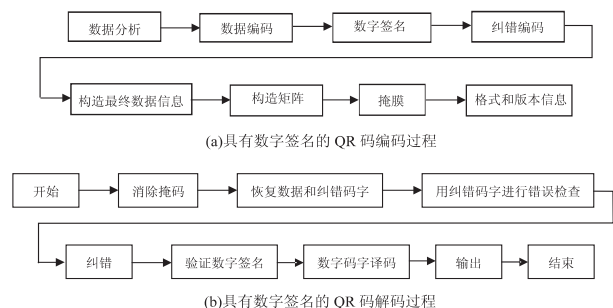 数据分析 数据编码 数字签名 纠错编码
构造最终数据信息 构造矩阵 掩膜 格式和版本信息
(a)具有数字签名的 QR 码编码过程
开始 消除掩码 恢复数据和纠错码字 用纠错码字进行错误检查
纠错 验证数字签名 数字码字译码 输出 结束
(b)具有数字签名的 QR 码解码过程